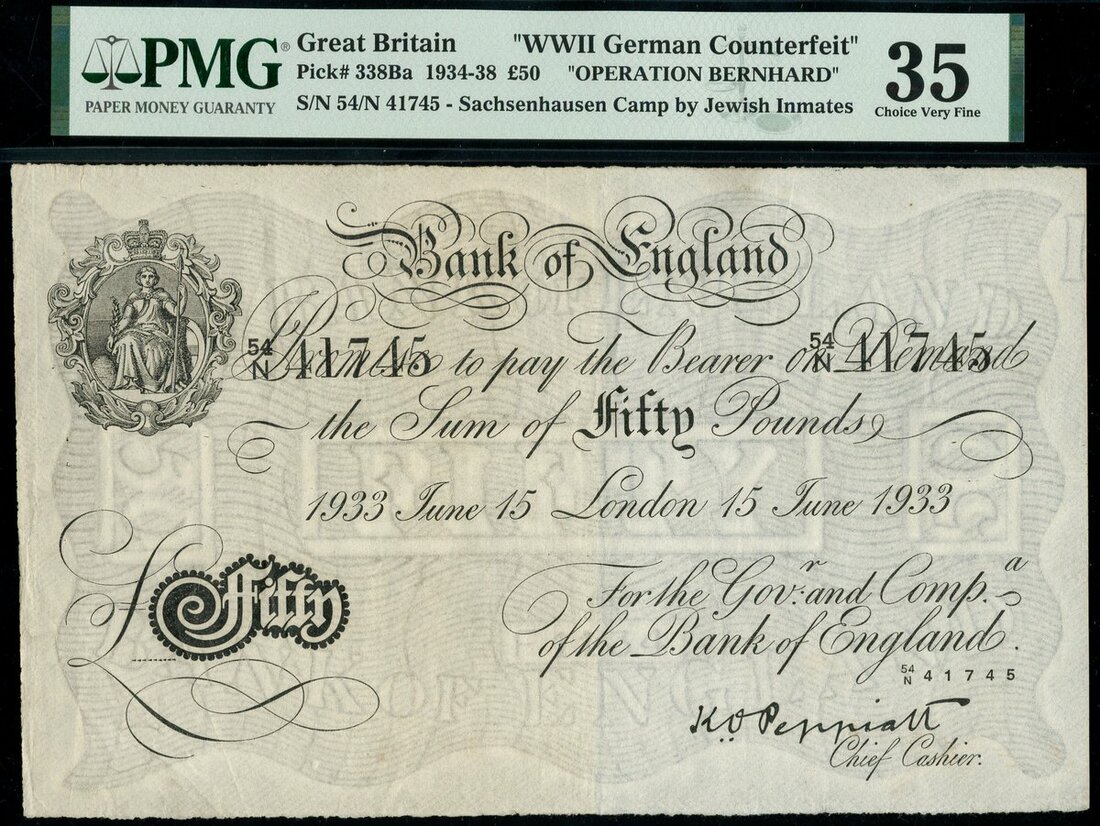 PMG®
PAPER MONEY GUARANTY
Great Britain "WWII German Counterfeit"
Pick# 338Ba 1934-38 £50 "OPERATION BERNHARD"
S/N 54/N 41745 - Sachsenhausen Camp by Jewish Inmates
35
Choice Very Fine
Bank of England
54/N 41745 54/N 41745
I Promise to pay the Bearer on Demand
the Sum of Fifty Pounds
1933 June 15 London 15 June 1933
£Fifty
For the Gov.r and Comp.a
of the Bank of England.
54/N 41745
K.O. Peppiatt
Chief Cashier.